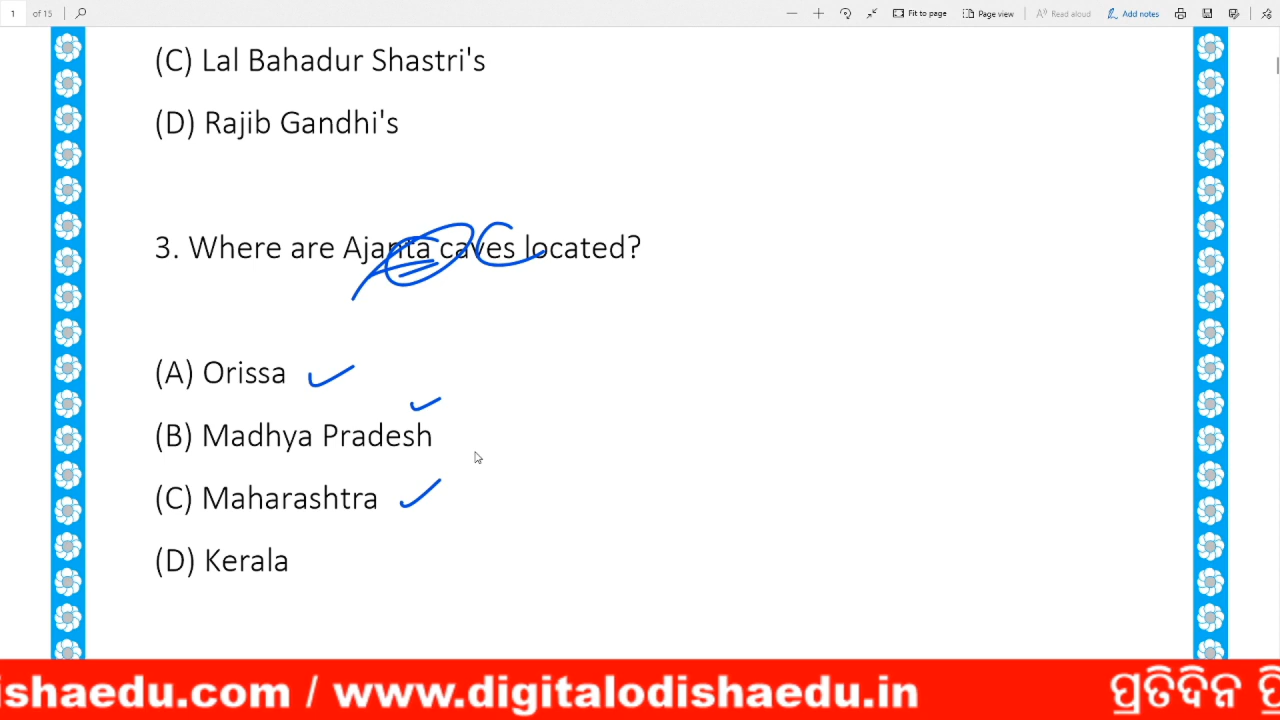 1 of 15 Fit to page Page view Read aloud Add notes
(C) Lal Bahadur Shastri's
(D) Rajib Gandhi's
3. Where are Ajanta caves located?
(A) Orissa
(B) Madhya Pradesh
(C) Maharashtra
(D) Kerala
ishaedu.com / www.digitalodishaedu.in ପ୍ରତିଦିନ